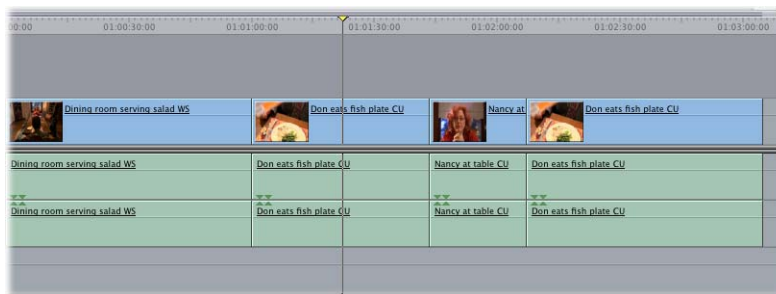 00:00 01:00:30:00 01:01:00:00 01:01:30:00 01:02:00:00 01:02:30:00 01:03:00:00
Dining room serving salad WS Don eats fish plate CU Nancy at Don eats fish plate CU
Dining room serving salad WS Don eats fish plate CU Nancy at table CU Don eats fish plate CU
Dining room serving salad WS Don eats fish plate CU Nancy at table CU Don eats fish plate CU